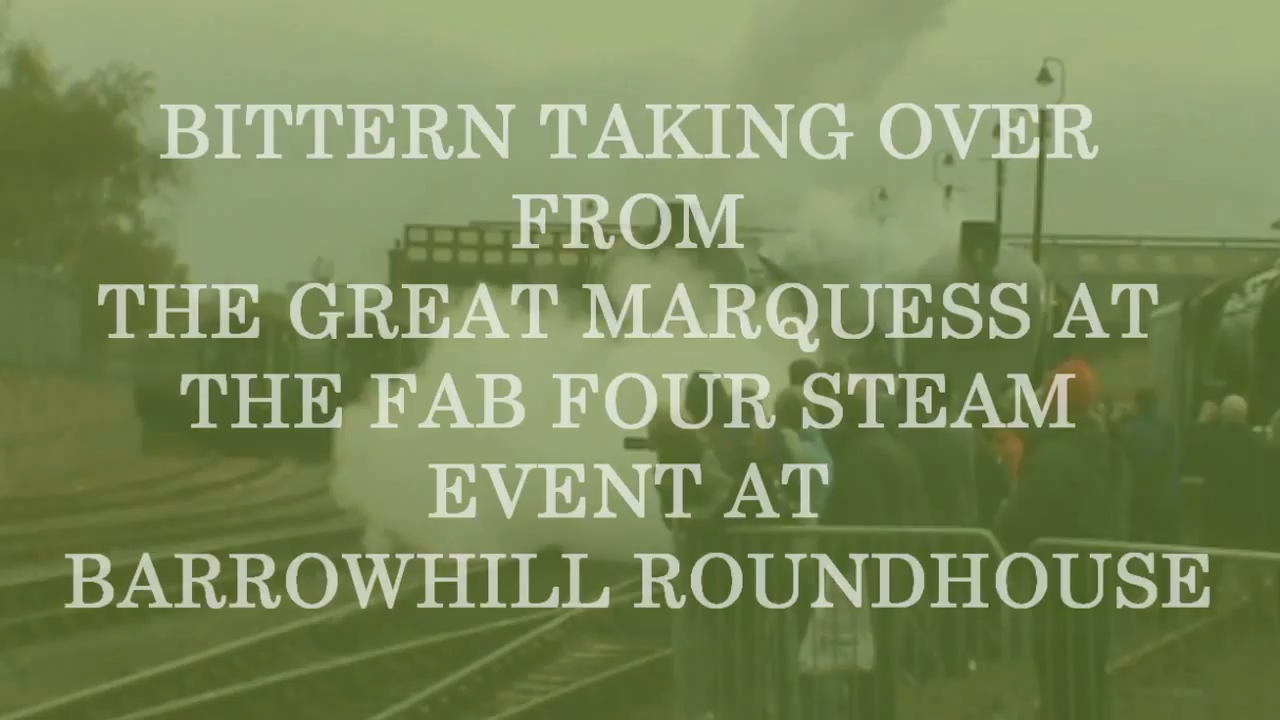 BITTERN TAKING OVER
FROM
THE GREAT MARQUESS AT
THE FAB FOUR STEAM
EVENT AT
BARROWHILL ROUNDHOUSE